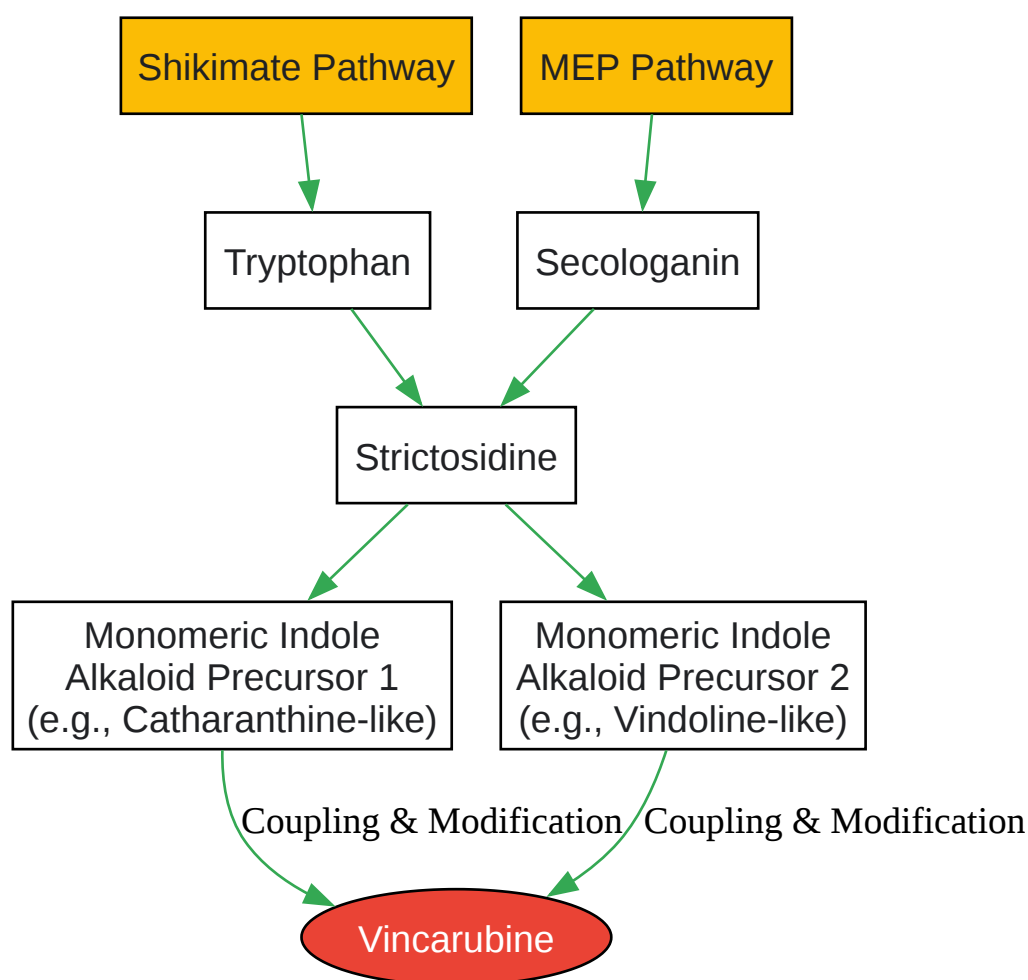 Shikimate Pathway
MEP Pathway
Tryptophan
Secologanin
Strictosidine
Monomeric Indole
Alkaloid Precursor 1
(e.g., Catharanthine-like)
Monomeric Indole
Alkaloid Precursor 2
(e.g., Vindoline-like)
Coupling & Modification
Coupling & Modification
Vincarubine